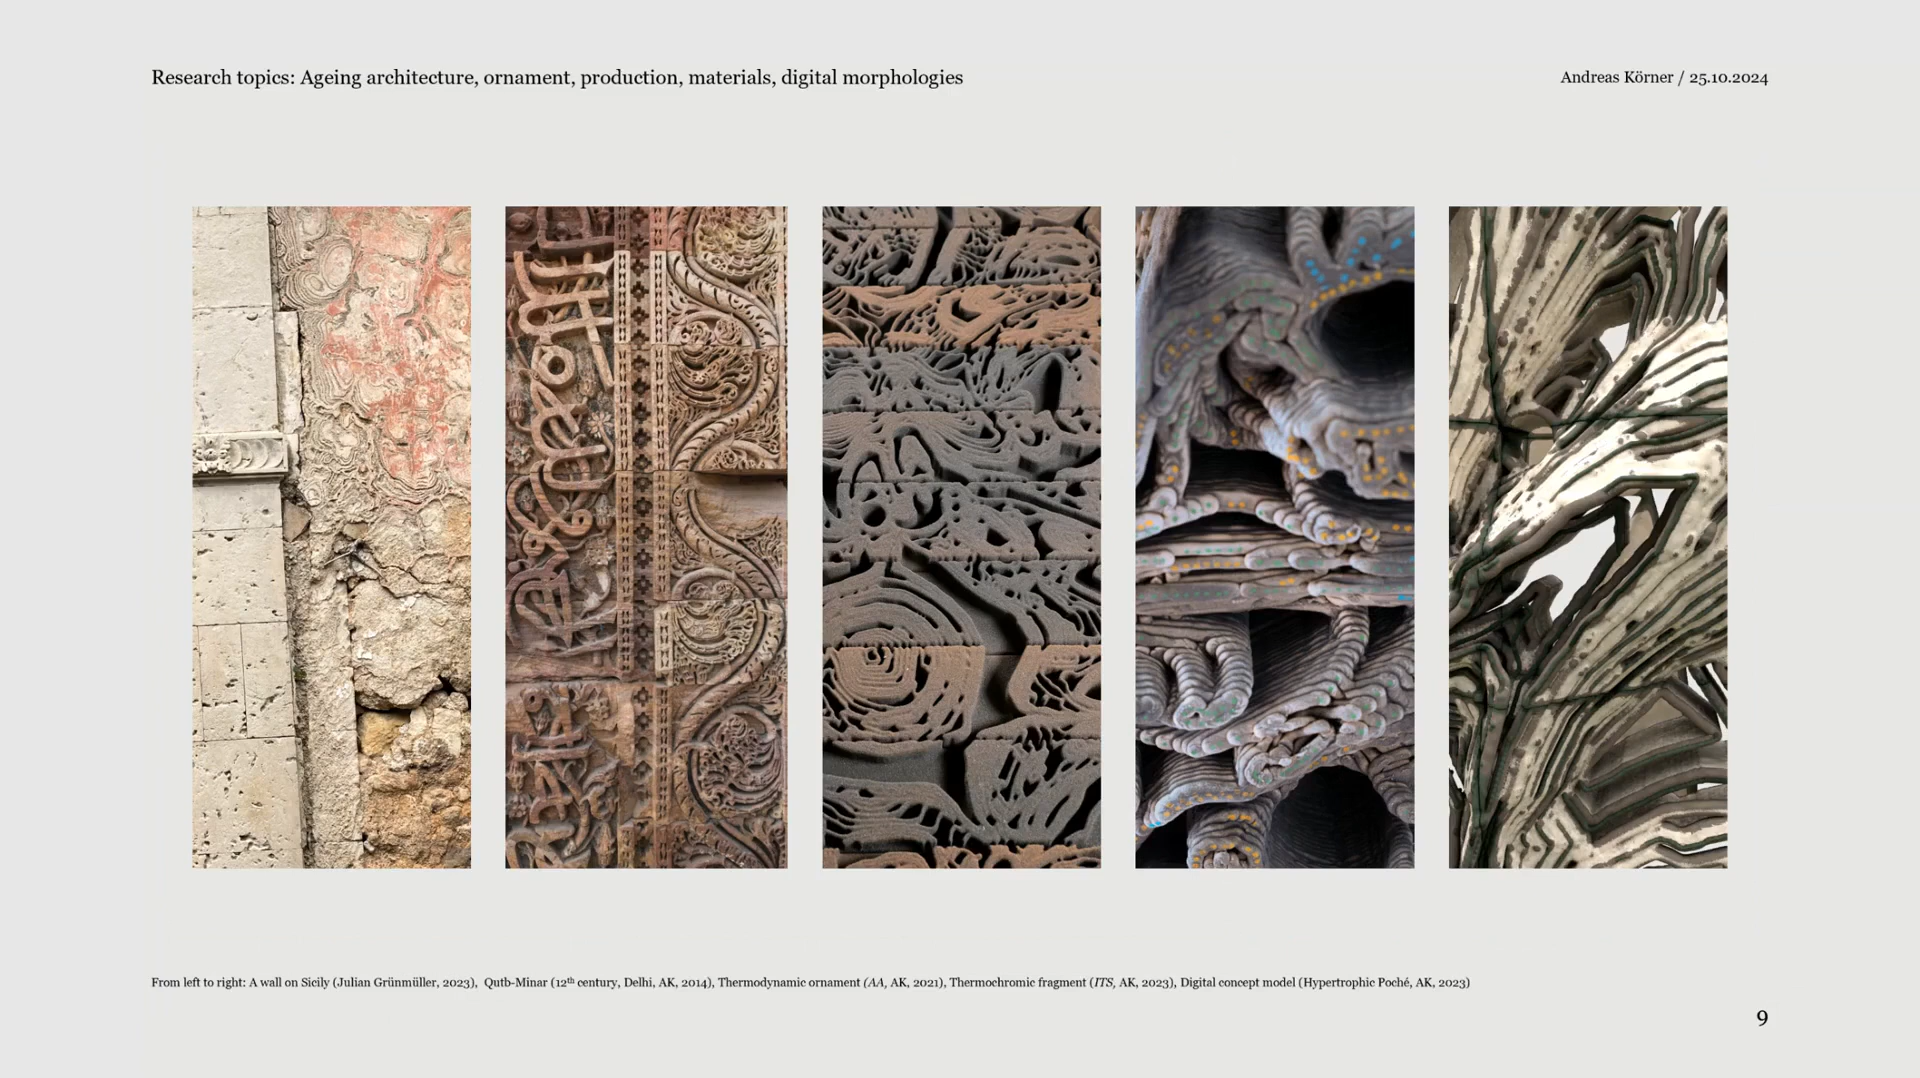 Research topics: Ageing architecture, ornament, production, materials, digital morphologies
Andreas Körner / 25.10.2024
From left to right: A wall on Sicily (Julian Grünmüller, 2023),  Qutb-Minar (12th century, Delhi, AK, 2014), Thermodynamic ornament (AA, AK, 2021), Thermochromic fragment (ITS, AK, 2023), Digital concept model (Hypertrophic Poché, AK, 2023)
9